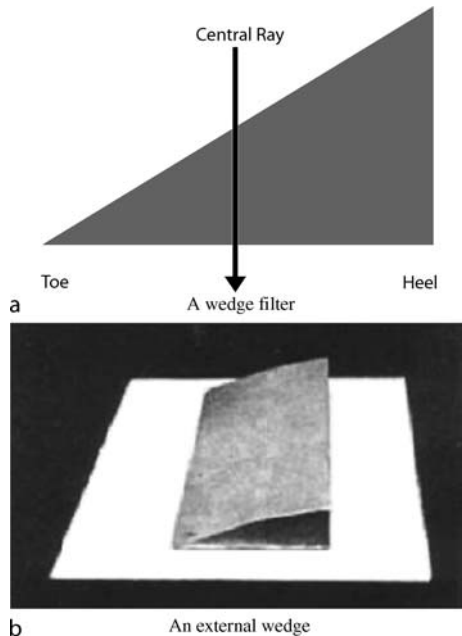 Central Ray
Toe
Heel
a
A wedge filter
b
An external wedge